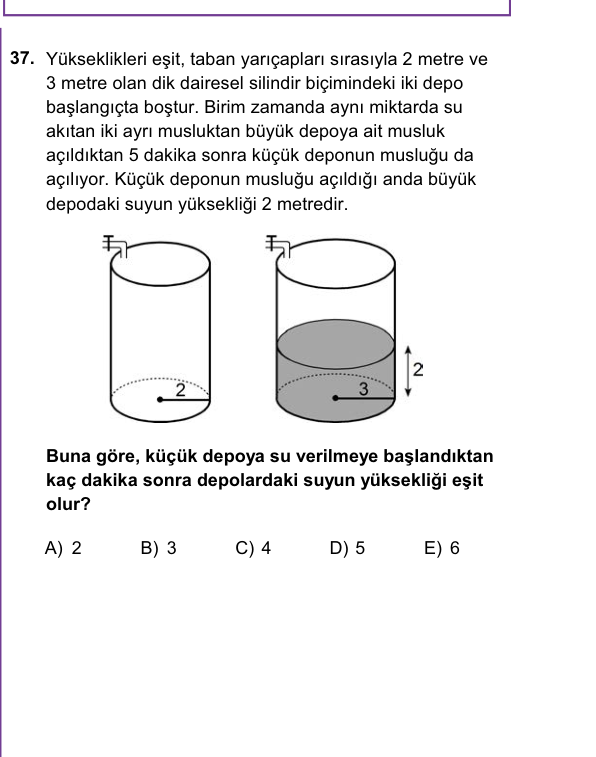 37. Yükseklikleri eşit, taban yarıçapları sırasıyla 2 metre ve
3 metre olan dik dairesel silindir biçimindeki iki depo
başlangıçta boştur. Birim zamanda aynı miktarda su
akıtan iki ayrı musluktan büyük depoya ait musluk
açıldıktan 5 dakika sonra küçük deponun musluğu da
açılıyor. Küçük deponun musluğu açıldığı anda büyük
depodaki suyun yüksekliği 2 metredir.
2
3
2
Buna göre, küçük depoya su verilmeye başlandıktan
kaç dakika sonra depolardaki suyun yüksekliği eşit
olur?
A) 2 B) 3 C) 4 D) 5 E) 6